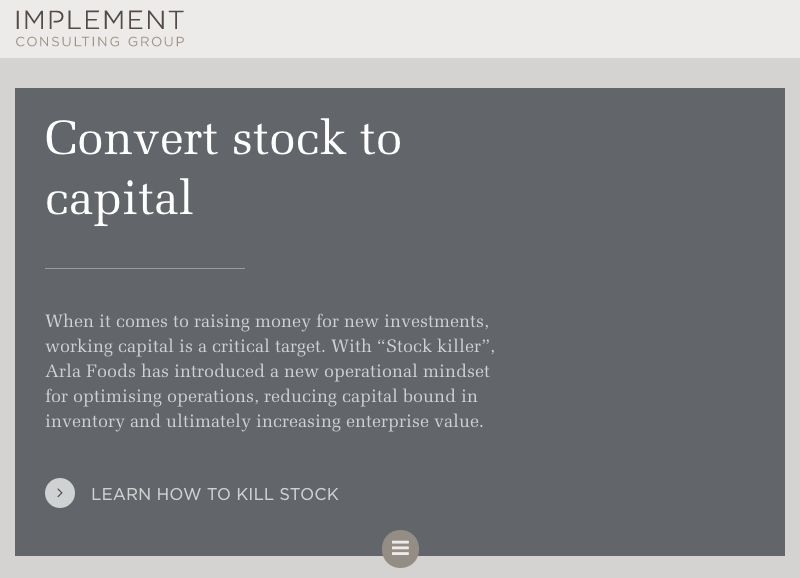 IMPLEMENT
CONSULTING GROUP
Convert stock to
capital
When it comes to raising money for new investments,
working capital is a critical target. With “Stock killer”,
Arla Foods has introduced a new operational mindset
for optimising operations, reducing capital bound in
inventory and ultimately increasing enterprise value.
LEARN HOW TO KILL STOCK